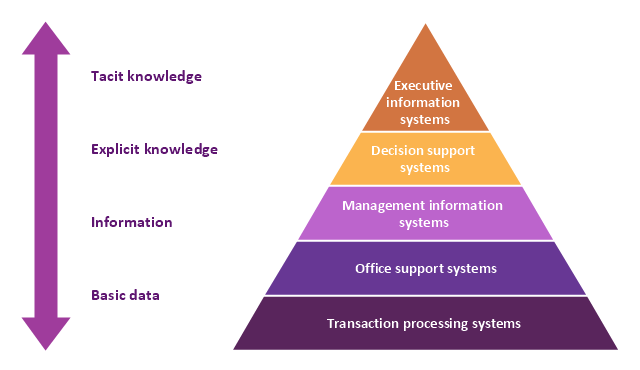 Tacit knowledge
Explicit knowledge
Information
Basic data
Executive
information
systems
Decision support
systems
Management information
systems
Office support systems
Transaction processing systems